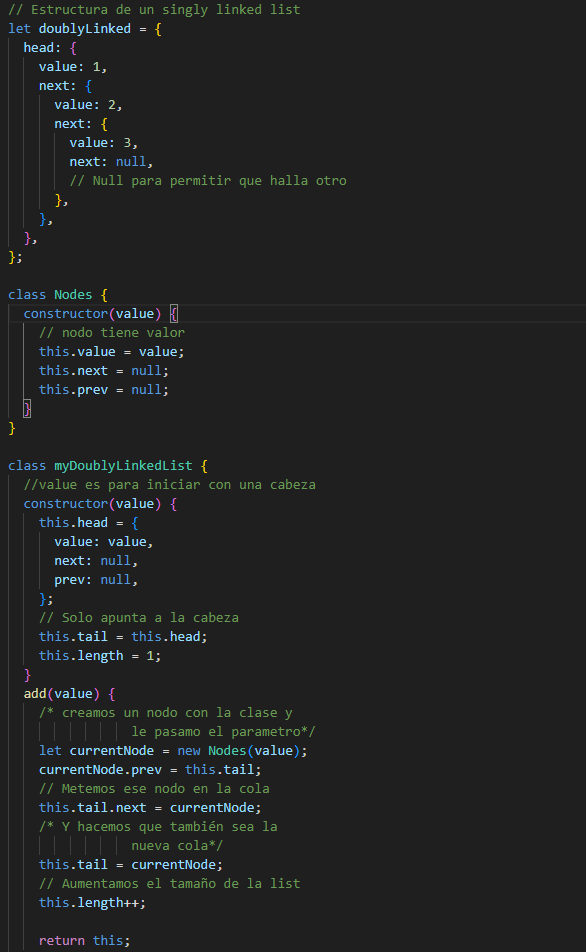 // Estructura de un singly linked list
let doublyLinked = {
  head: {
    value: 1,
    next: {
      value: 2,
      next: {
        value: 3,
        next: null,
        // Null para permitir que halla otro
      },
    },
  },
};

class Nodes {
  constructor(value) {
    // nodo tiene valor
    this.value = value;
    this.next = null;
    this.prev = null;
  }
}

class myDoublyLinkedList {
  //value es para iniciar con una cabeza
  constructor(value) {
    this.head = {
      value: value,
      next: null,
      prev: null,
    };
    // Solo apunta a la cabeza
    this.tail = this.head;
    this.length = 1;
  }
  add(value) {
    /* creamos un nodo con la clase y
                le pasamo el parametro*/
    let currentNode = new Nodes(value);
    currentNode.prev = this.tail;
    // Metemos ese nodo en la cola
    this.tail.next = currentNode;
    /* Y hacemos que también sea la
                nueva cola*/
    this.tail = currentNode;
    // Aumentamos el tamaño de la list
    this.length++;

    return this;